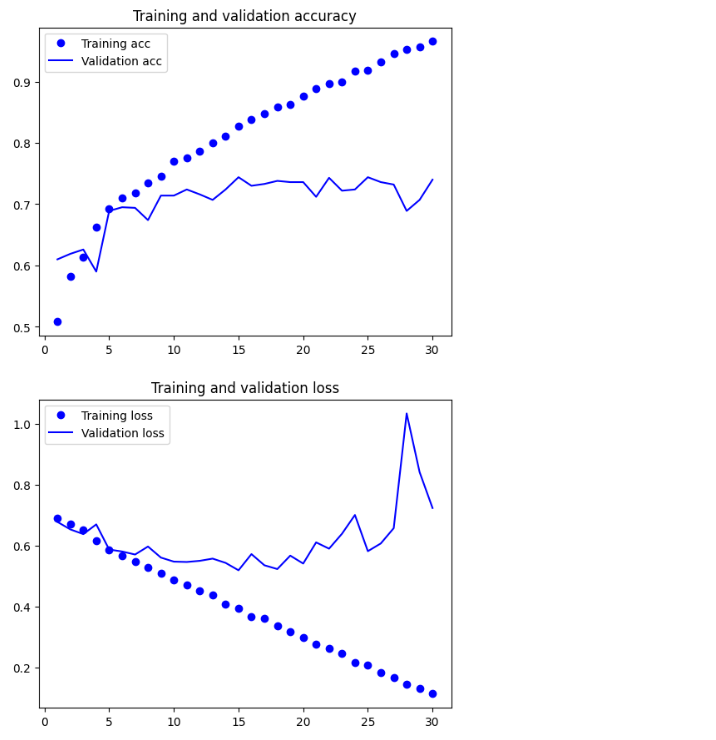 Training and validation accuracy
Training acc
Validation acc
0.9
0.8
0.7
0.6
0.5
0 5 10 15 20 25 30
Training and validation loss
Training loss
Validation loss
1.0
0.8
0.6
0.4
0.2
0 5 10 15 20 25 30